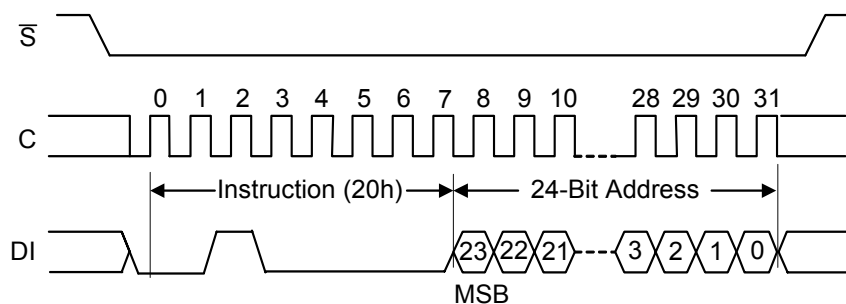 S
0 1 2 3 4 5 6 7 8 9 10 28 29 30 31
C
Instruction (20h) 24-Bit Address
DI 23 22 21 3 2 1 0
MSB